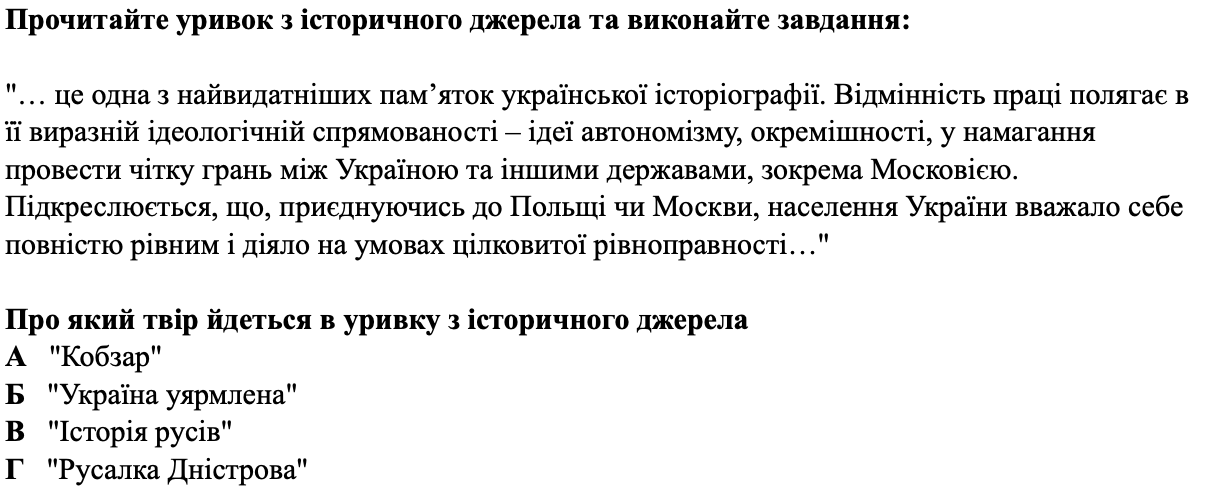 Прочитайте уривок з історичного джерела та виконайте завдання:
"… це одна з найвидатніших пам’яток української історіографії. Відмінність праці полягає в
її виразній ідеологічній спрямованості – ідеї автономізму, окремішності, у намагання
провести чітку грань між Україною та іншими державами, зокрема Московією.
Підкреслюється, що, приєднуючись до Польщі чи Москви, населення України вважало себе
повністю рівним і діяло на умовах цілковитої рівноправності…"
Про який твір йдеться в уривку з історичного джерела
А "Кобзар"
Б "Україна уярмлена"
В "Історія русів"
Г "Русалка Дністрова"